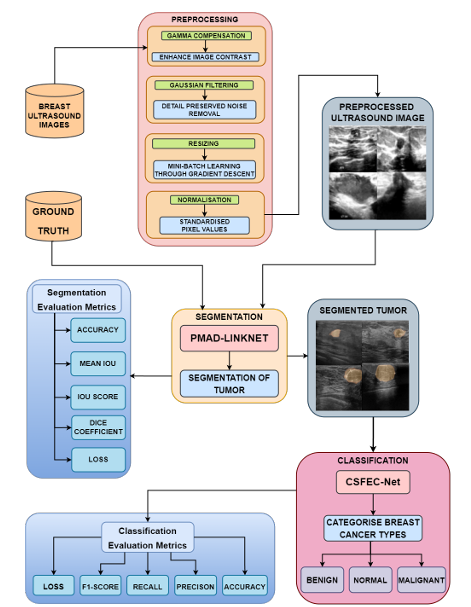 PREPROCESSING
GAMMA COMPENSATION
ENHANCE IMAGE CONTRAST
GAUSSIAN FILTERING
DETAIL PRESERVED NOISE
REMOVAL
RESIZING
MINI-BATCH LEARNING
THROUGH GRADIENT DESCENT
NORMALISATION
STANDARDISED
PIXEL VALUES
BREAST
ULTRASOUND
IMAGES
GROUND
TRUTH
PREPROCESSED
ULTRASOUND IMAGE
Segmentation
Evaluation Metrics
ACCURACY
MEAN IOU
IOU SCORE
DICE
COEFFICIENT
LOSS
SEGMENTATION
PMAD-LINKNET
SEGMENTATION OF
TUMOR
SEGMENTED TUMOR
CLASSIFICATION
CSFEC-Net
CATEGORISE BREAST
CANCER TYPES
BENIGN
NORMAL
MALIGNANT
Classification
Evaluation Metrics
LOSS
F1-SCORE
RECALL
PRECISON
ACCURACY